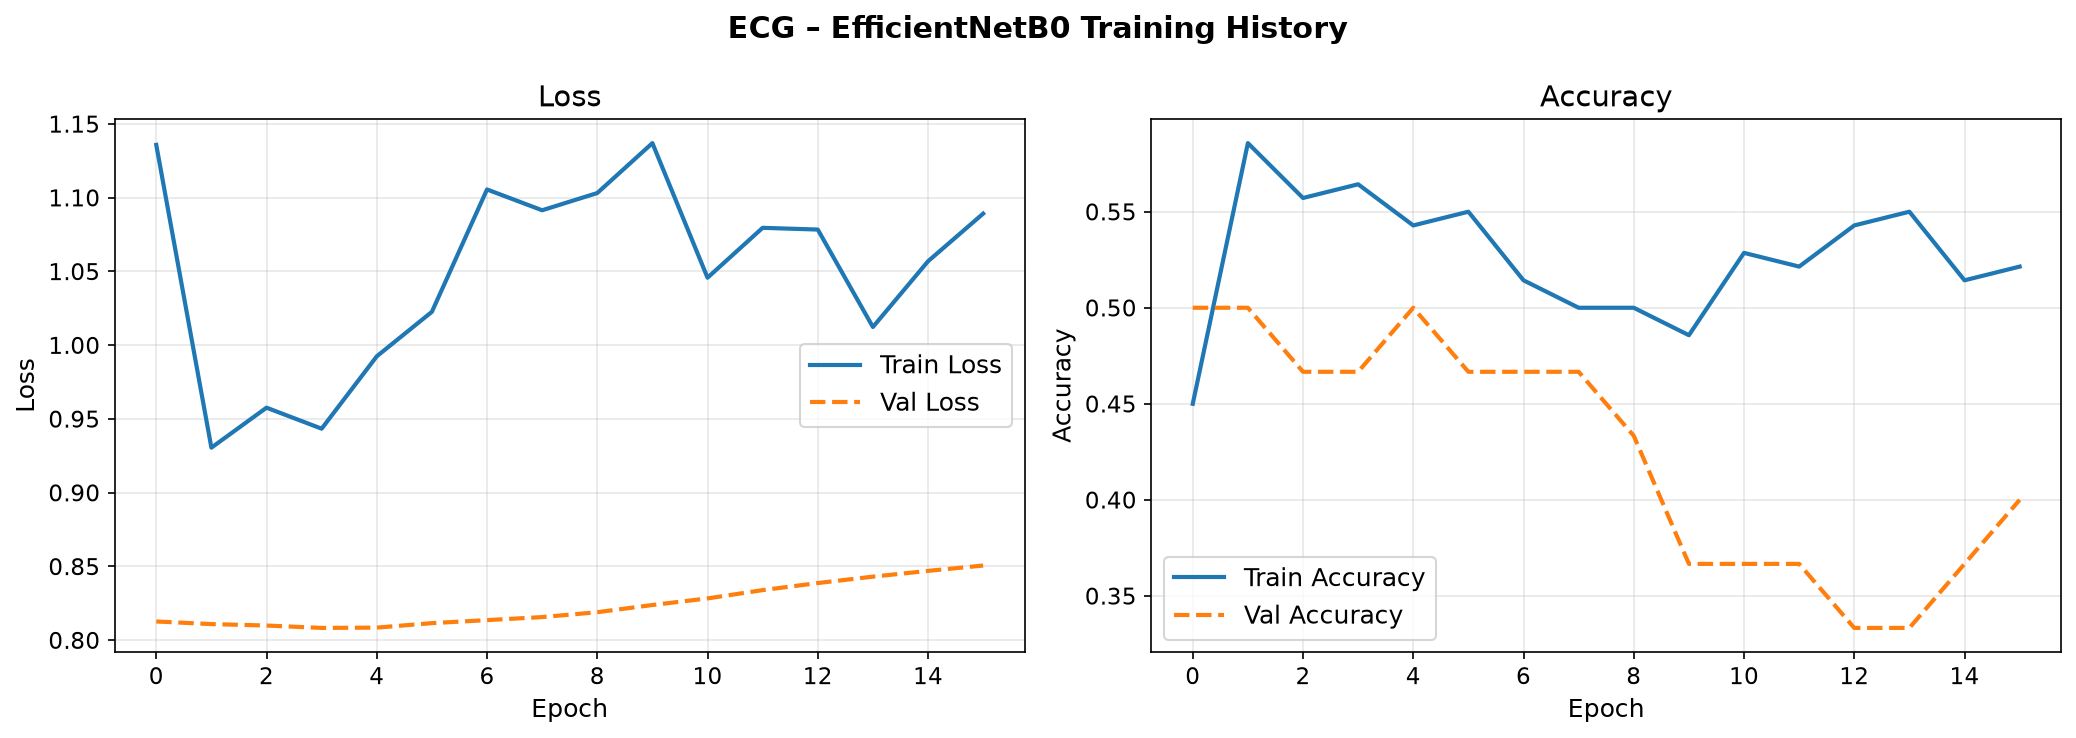 ECG – EfficientNetB0 Training History
Loss
1.15
1.10
1.05
1.00
0.95
0.90
0.85
0.80
Loss
Train Loss
Val Loss
0 2 4 6 8 10 12 14
Epoch
Accuracy
0.55
0.50
0.45
0.40
0.35
Accuracy
Train Accuracy
Val Accuracy
0 2 4 6 8 10 12 14
Epoch